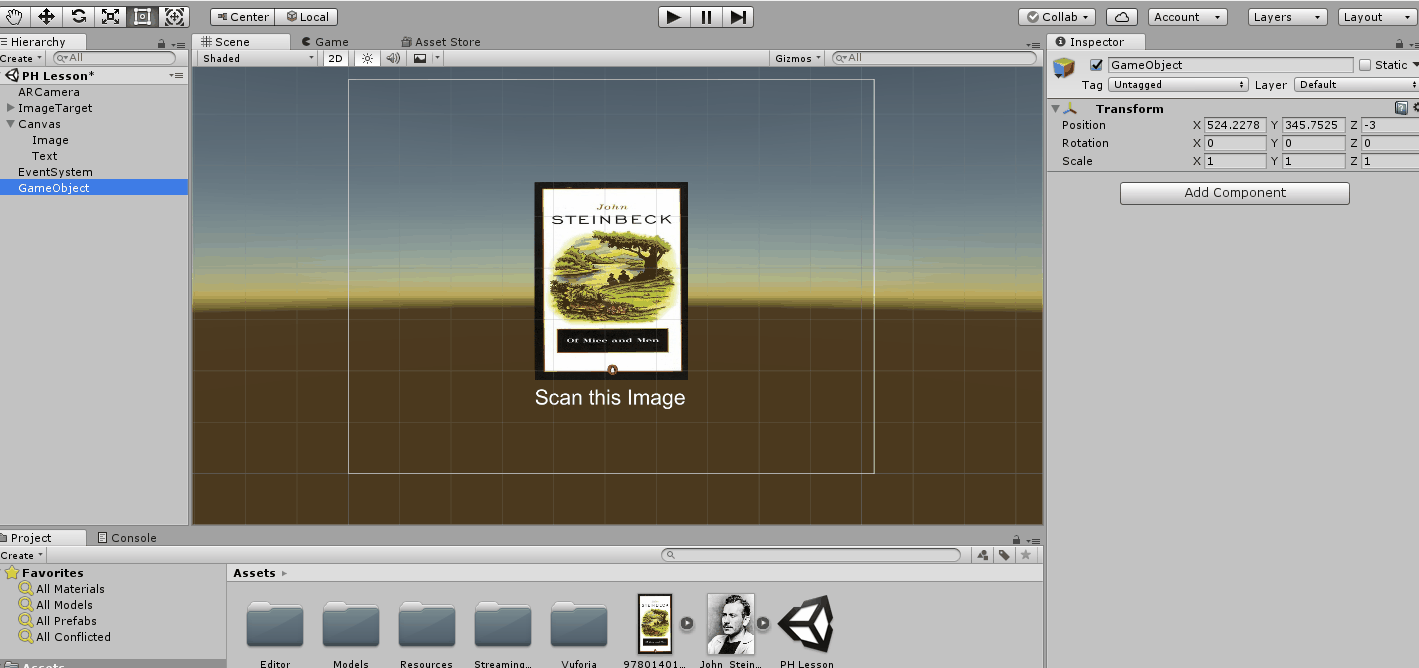 Center Local Collab Account Layers Layout
Hierarchy
Create All
PH Lesson*
ARCamera
ImageTarget
Canvas
Image
Text
EventSystem
GameObject
Scene Game Asset Store
Shaded 2D Gizmos All
John
STEINBECK
Of Mice and Men
Scan this Image
Inspector
GameObject Static
Tag Untagged Layer Default
Transform
Position X 524.2278 Y 345.7525 Z -3
Rotation X 0 Y 0 Z 0
Scale X 1 Y 1 Z 1
Add Component
Project Console
Create
Favorites
All Materials
All Models
All Prefabs
All Conflicted
Assets
Assets
Editor Models Resources Streaming... Vuforia 97801401... John_Stein... PH Lesson